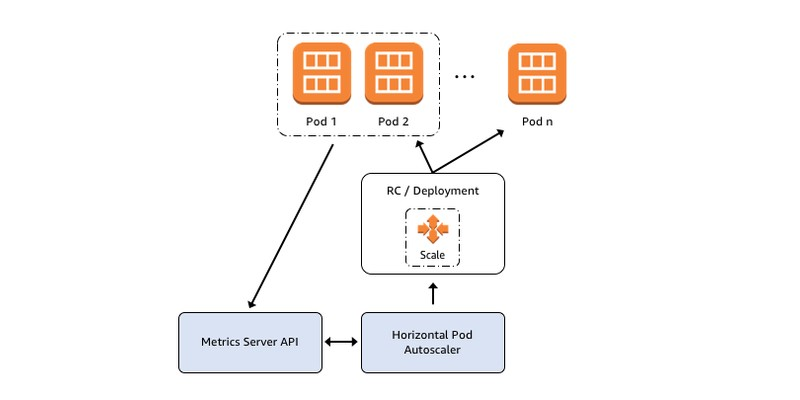 Pod 1
Pod 2
...
Pod n
RC / Deployment
Scale
Metrics Server API
Horizontal Pod
Autoscaler